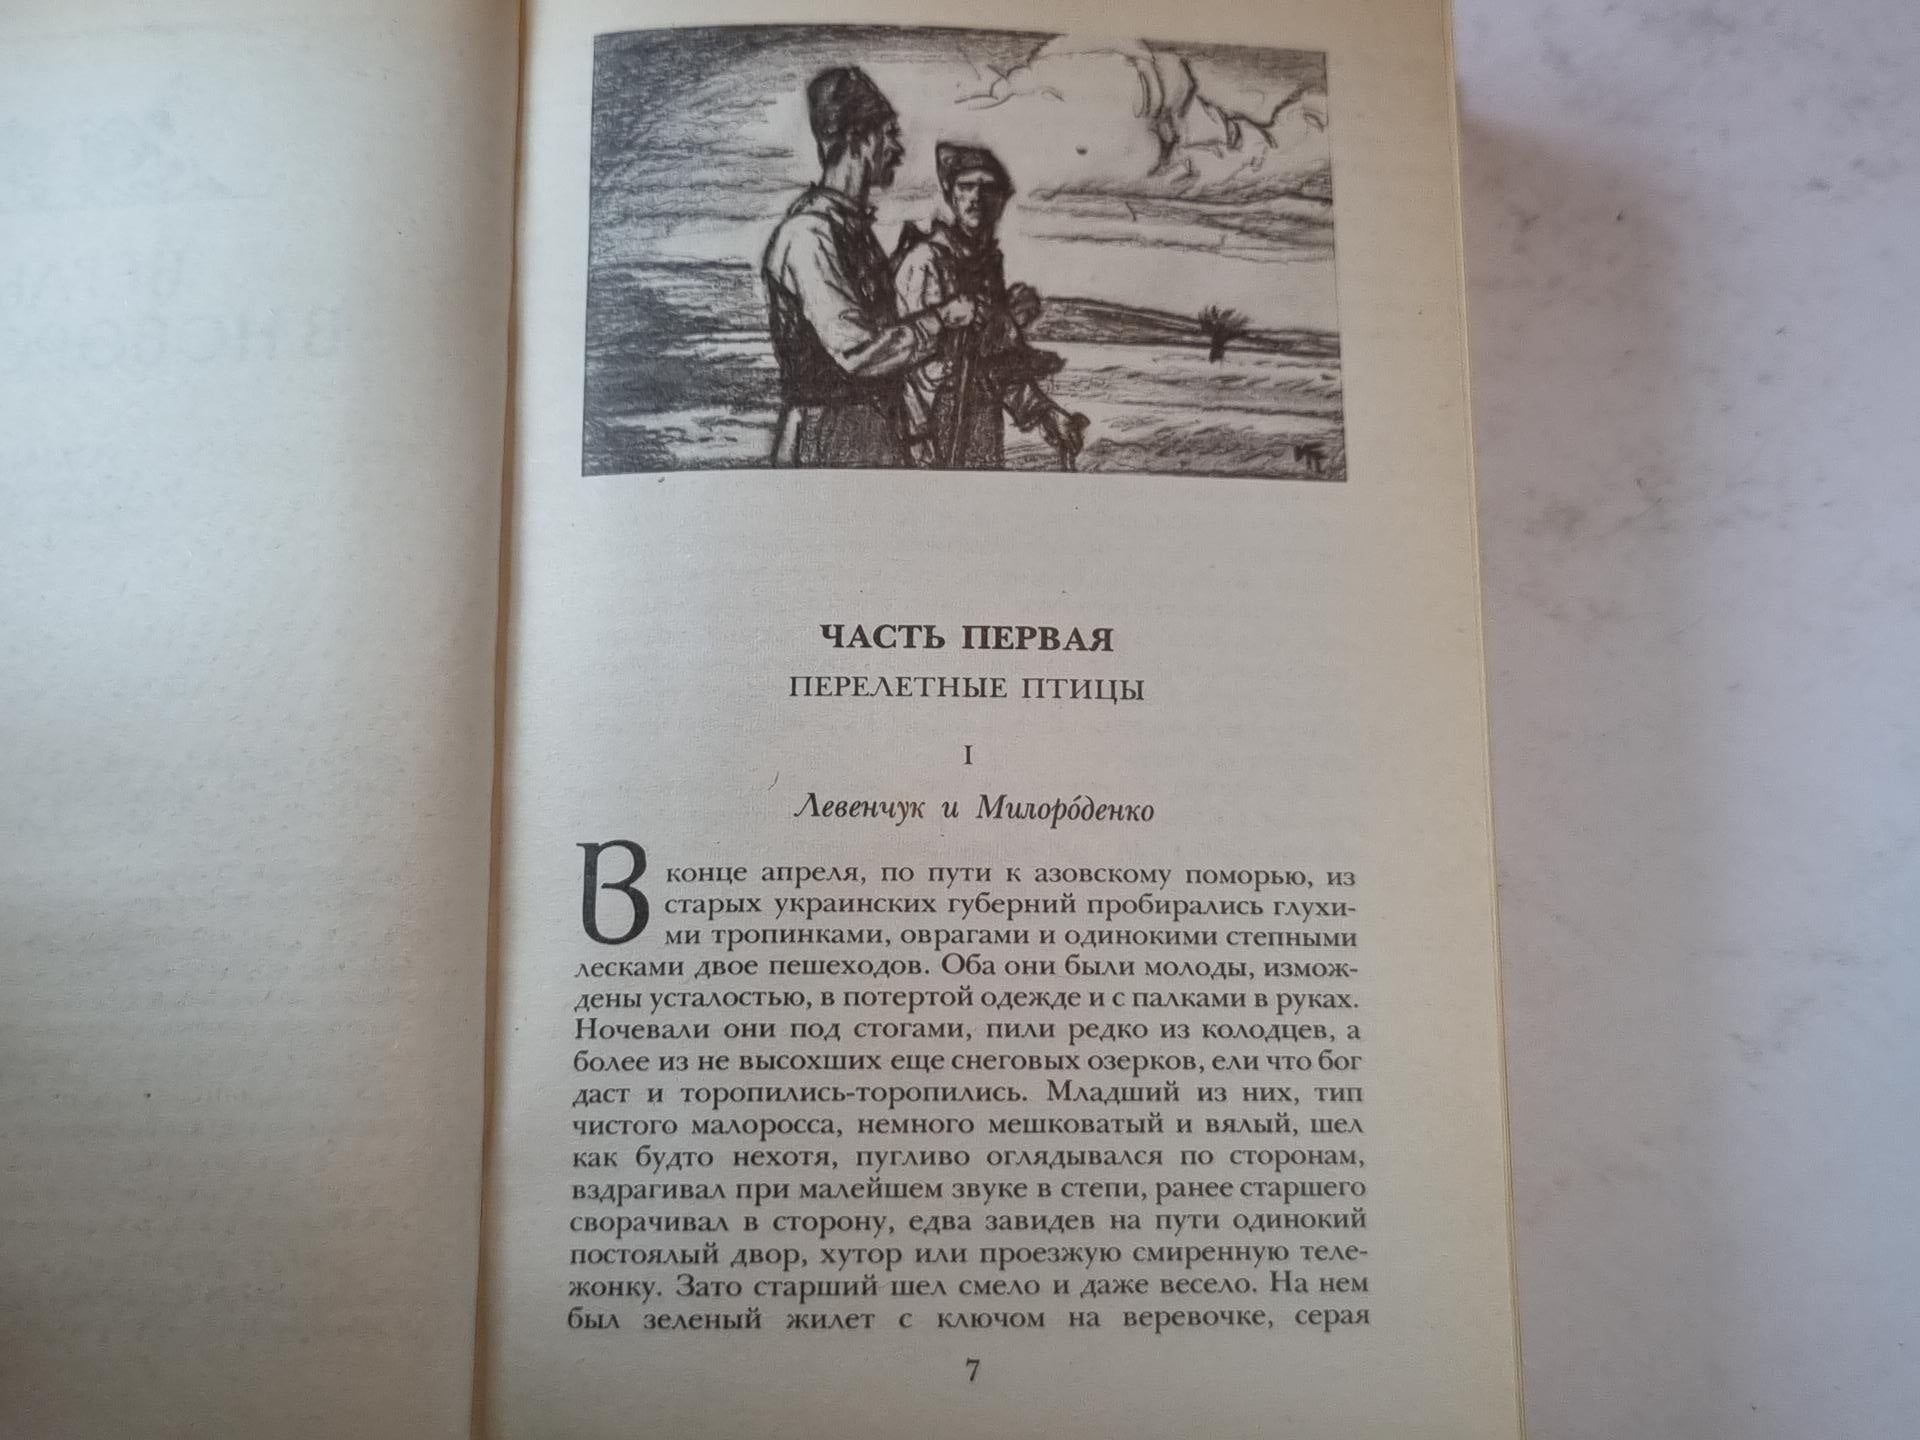 ЧАСТЬ ПЕРВАЯ
ПЕРЕЛЕТНЫЕ ПТИЦЫ
I
Левенчук и Милоро́денко
В конце апреля, по пути к азовскому поморью, из
старых украинских губерний пробирались глухи-
ми тропинками, оврагами и одинокими степными
лесками двое пешеходов. Оба они были молоды, измож-
дены усталостью, в потертой одежде и с палками в руках.
Ночевали они под стогами, пили редко из колодцев, а
более из не высохших еще снеговых озерков, ели что бог
даст и торопились-торопились. Младший из них, тип
чистого малоросса, немного мешковатый и вялый, шел
как будто нехотя, пугливо оглядывался по сторонам,
вздрагивал при малейшем звуке в степи, ранее старшего
сворачивал в сторону, едва завидев на пути одинокий
постоялый двор, хутор или проезжую смиренную теле-
жонку. Зато старший шел смело и даже весело. На нем
был зеленый жилет с ключом на веревочке, серая
7